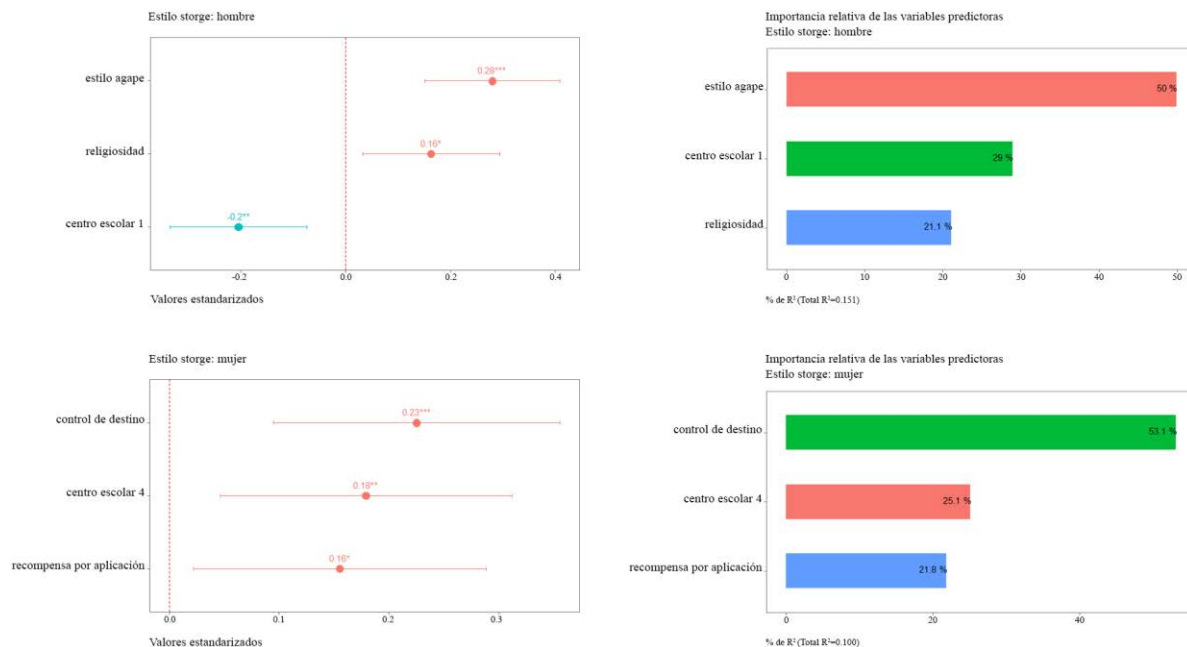 Estilo storge: hombre
estilo agape
0.28***
religiosidad
0.16*
centro escolar 1
-0.2**
-0.2
0.0
0.2
0.4
Valores estandarizados
Importancia relativa de las variables predictoras
Estilo storge: hombre
estilo agape
50 %
centro escolar 1
29 %
religiosidad
21.1 %
0
10
20
30
40
50
% de R² (Total R²=0.151)
Estilo storge: mujer
control de destino
0.23***
centro escolar 4
0.18**
recompensa por aplicación
0.16*
0.0
0.1
0.2
0.3
Valores estandarizados
Importancia relativa de las variables predictoras
Estilo storge: mujer
control de destino
53.1 %
centro escolar 4
25.1 %
recompensa por aplicación
21.8 %
0
20
40
% de R² (Total R²=0.100)